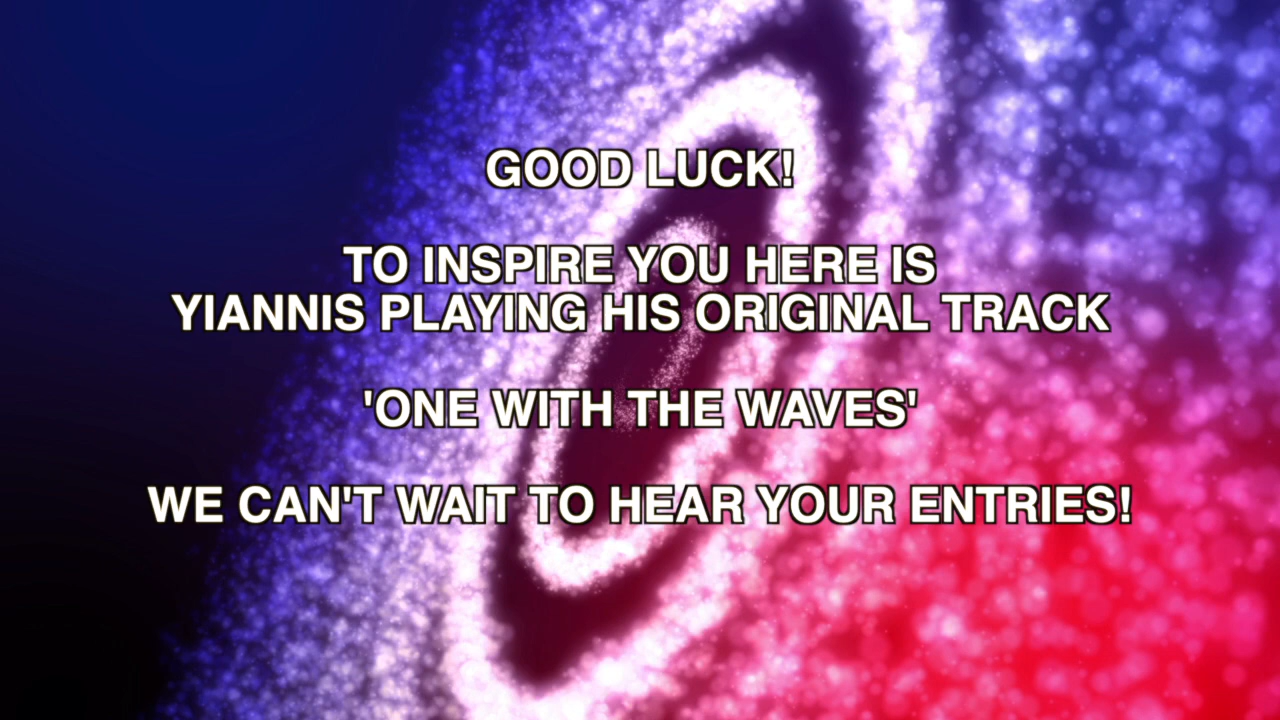 GOOD LUCK!
TO INSPIRE YOU HERE IS
YIANNIS PLAYING HIS ORIGINAL TRACK
'ONE WITH THE WAVES'
WE CAN'T WAIT TO HEAR YOUR ENTRIES!